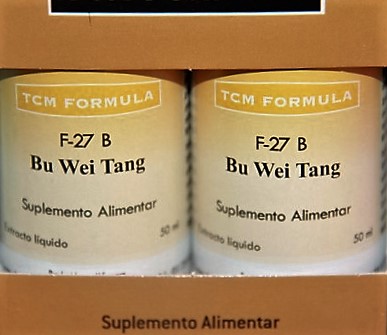 TCM FORMULA
F-27 B
Bu Wei Tang
Suplemento Alimentar
Extracto líquido 50 ml
TCM FORMULA
F-27 B
Bu Wei Tang
Suplemento Alimentar
Extracto líquido 50 ml
Suplemento Alimentar